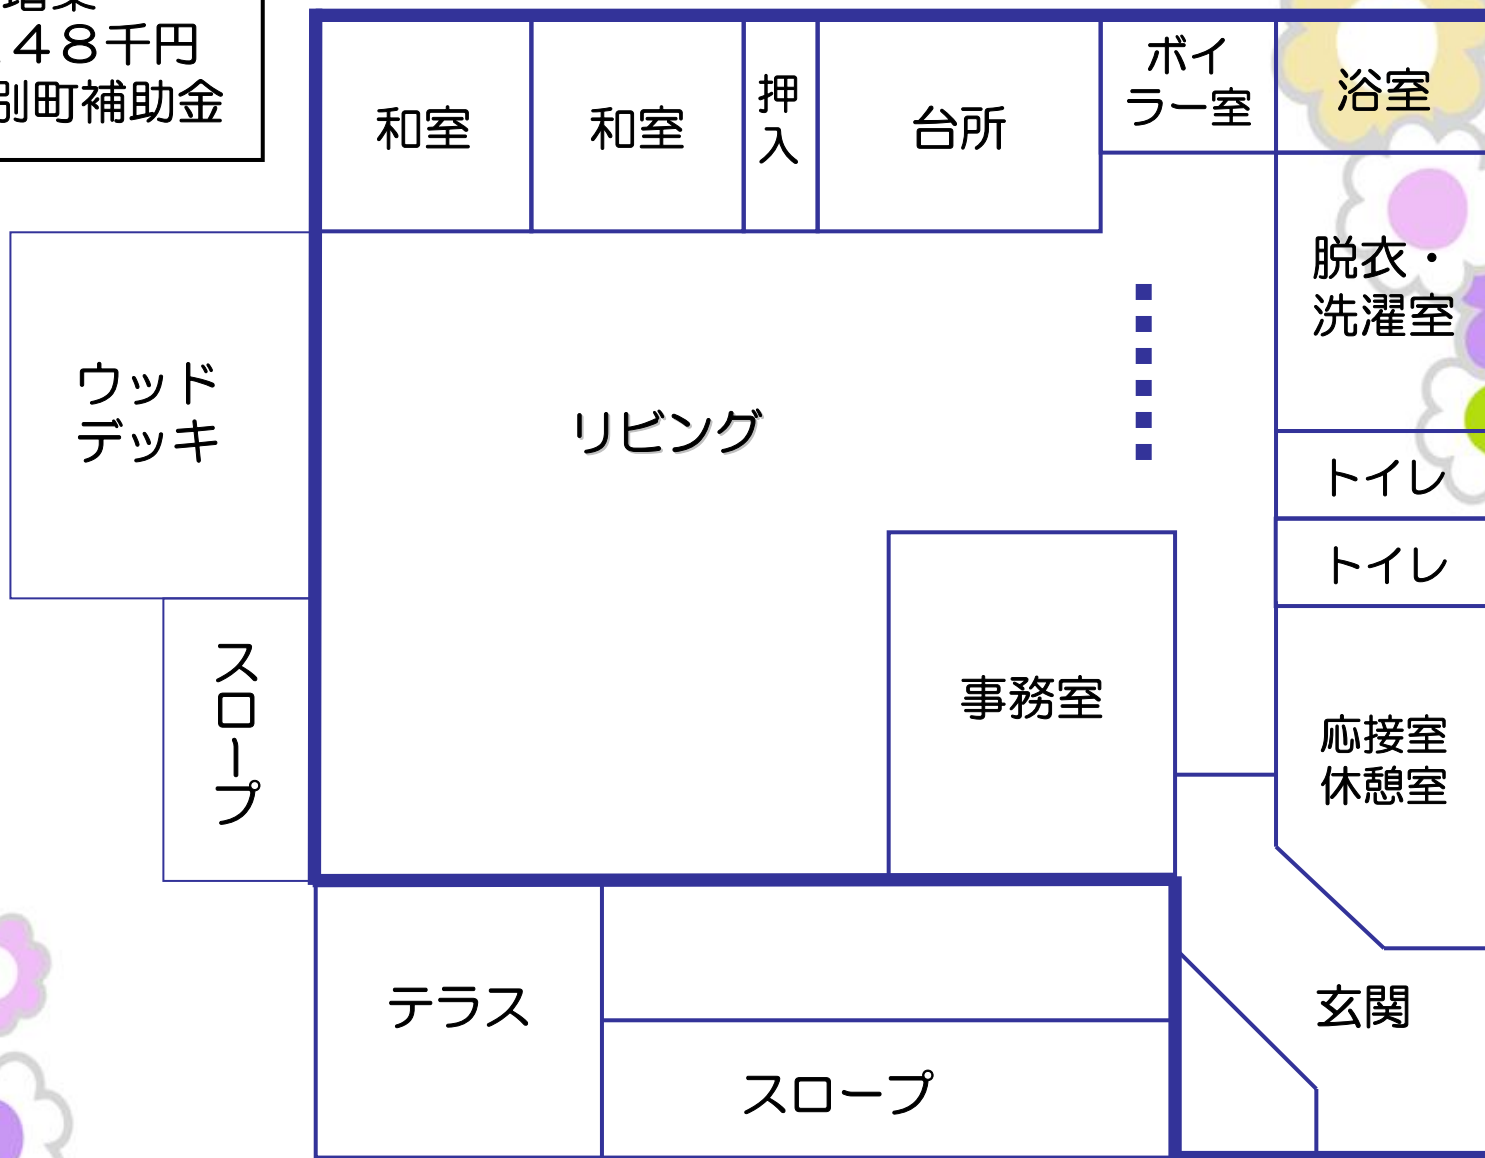 ４８千円
町補助金
和室
和室
押
入
台所
ボイ
ラー室
浴室
脱衣・
洗濯室
ウッド
デッキ
リビング
トイレ
トイレ
スロープ
事務室
応接室
休憩室
テラス
スロープ
玄関